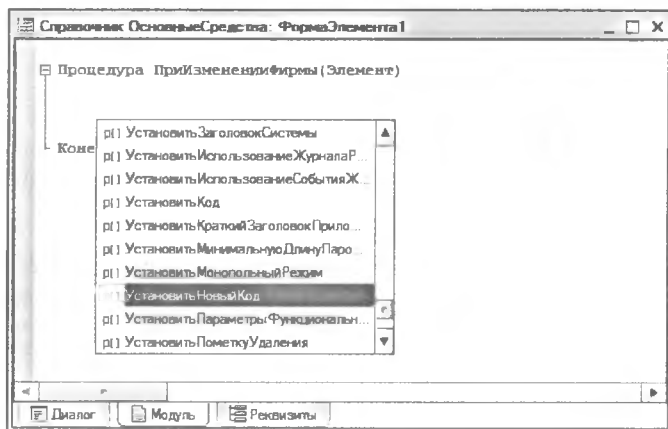 Справочник ОсновныеСредства: ФормаЭлемента1
Процедура ПриИзмененииФирмы(Элемент)
Коне
р() УстановитьЗаголовокСистемы
р() УстановитьИспользованиеЖурналаР...
р() УстановитьИспользованиеСобытияЖ...
р() УстановитьКод
р() УстановитьКраткийЗаголовокПрило...
р() УстановитьМинимальнуюДлинуПаро...
р() УстановитьМонопольныйРежим
УстановитьНовыйКод
р() УстановитьПараметрыФункциональн...
р() УстановитьПометкуУдаления
Диалог Модуль Реквизиты